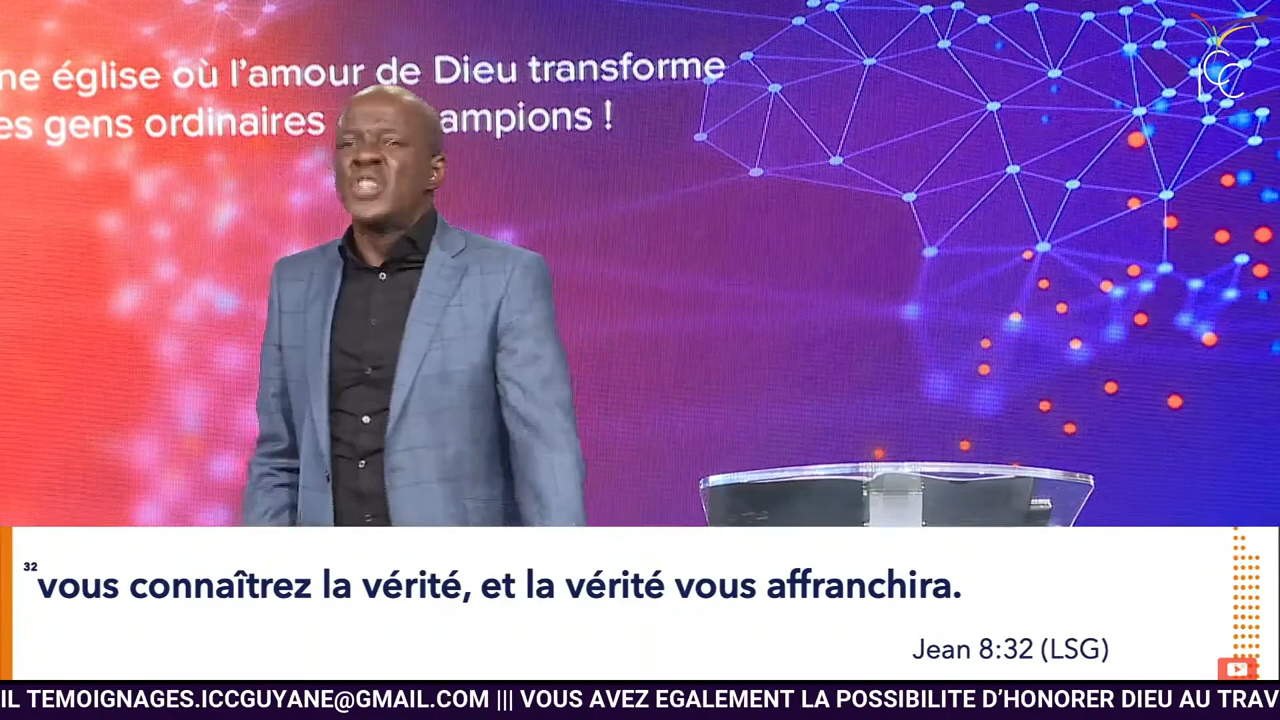 ne église où l'amour de Dieu transforme
es gens ordinaires ampions !
ICC
32 vous connaîtrez la vérité, et la vérité vous affranchira.
Jean 8:32 (LSG)
IL TEMOIGNAGES.ICCGUYANE@GMAIL.COM ||| VOUS AVEZ EGALEMENT LA POSSIBILITE D'HONORER DIEU AU TRAV